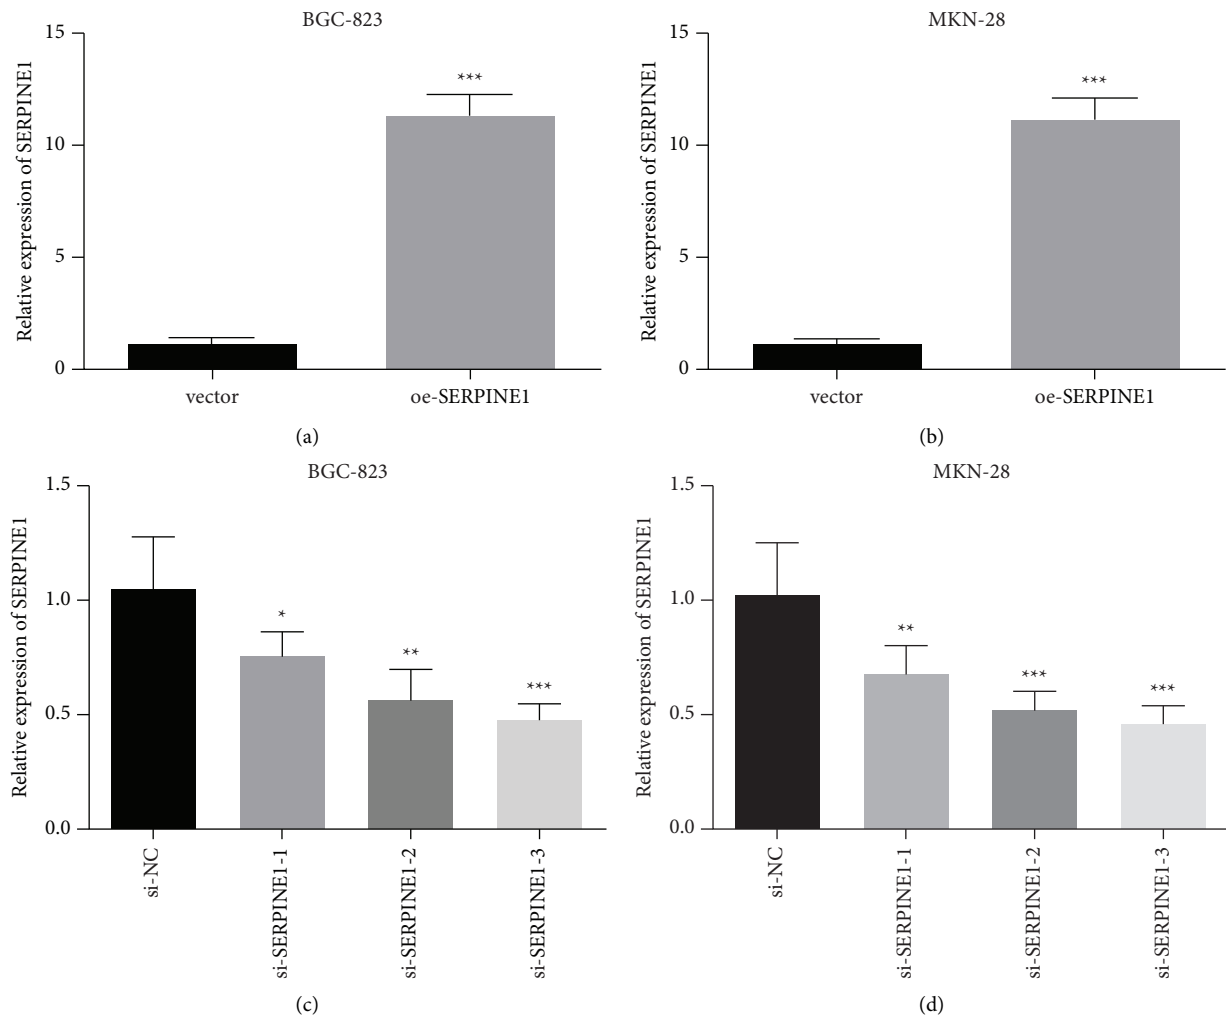 BGC-823
Relative expression of SERPINE1
15
10
5
0
***
vector
oe-SERPINE1
(a)
MKN-28
Relative expression of SERPINE1
15
10
5
0
***
vector
oe-SERPINE1
(b)
BGC-823
Relative expression of SERPINE1
1.5
1.0
0.5
0.0
*
**
***
si-NC
si-SERPINE1-1
si-SERPINE1-2
si-SERPINE1-3
(c)
MKN-28
Relative expression of SERPINE1
1.5
1.0
0.5
0.0
**
***
***
si-NC
si-SERPINE1-1
si-SERPINE1-2
si-SERPINE1-3
(d)